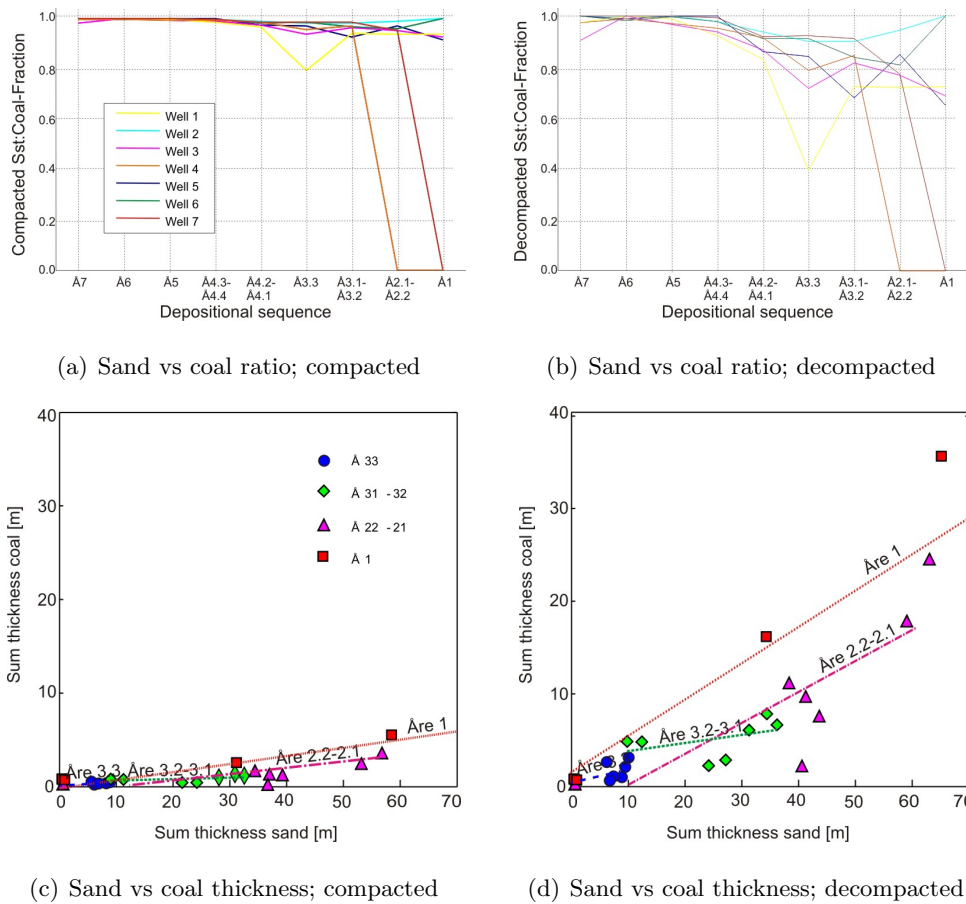 Compacted Sst:Coal-Fraction
1.0
0.8
0.6
0.4
0.2
0.0
Well 1
Well 2
Well 3
Well 4
Well 5
Well 6
Well 7
Å7 Å6 Å5 Å4.3-Å4.4 Å4.2-Å4.1 Å3.3 Å3.1-Å3.2 Å2.1-Å2.2 Å1
Depositional sequence
(a) Sand vs coal ratio; compacted
Decompacted Sst:Coal-Fraction
1.0
0.8
0.6
0.4
0.2
0.0
Å7 Å6 Å5 Å4.3-Å4.4 Å4.2-Å4.1 Å3.3 Å3.1-Å3.2 Å2.1-Å2.2 Å1
Depositional sequence
(b) Sand vs coal ratio; decompacted
Sum thickness coal [m]
40
30
20
10
0
Å 33
Å 31 -32
Å 22 -21
Å 1
Åre 3.3
Åre 3.2-3.1
Åre 2.2-2.1
Åre 1
0 10 20 30 40 50 60 70
Sum thickness sand [m]
(c) Sand vs coal thickness; compacted
Sum thickness coal [m]
40
30
20
10
0
Åre 3
Åre 3.2-3.1
Åre 2.2-2.1
Åre 1
0 10 20 30 40 50 60 70
Sum thickness sand [m]
(d) Sand vs coal thickness; decompacted